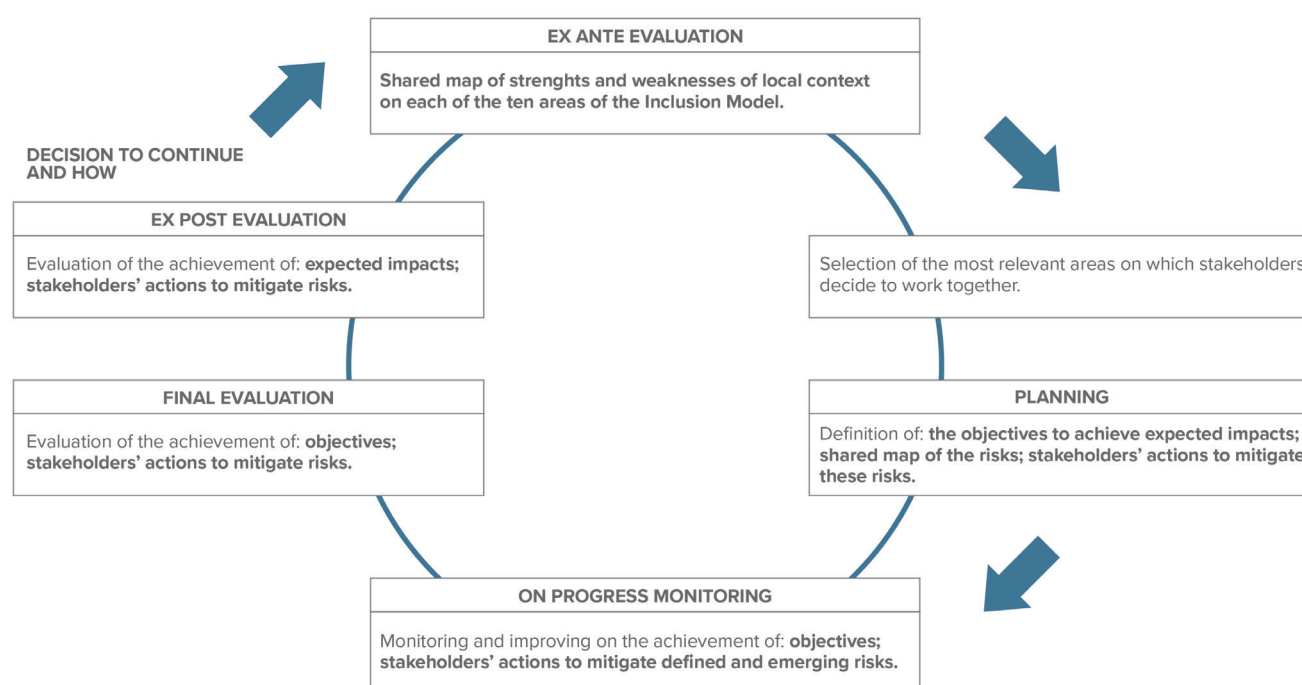 EX ANTE EVALUATION
Shared map of strenghts and weaknesses of local context
on each of the ten areas of the Inclusion Model.
DECISION TO CONTINUE
AND HOW
EX POST EVALUATION
Evaluation of the achievement of: expected impacts;
stakeholders’ actions to mitigate risks.
Selection of the most relevant areas on which stakeholders
decide to work together.
FINAL EVALUATION
Evaluation of the achievement of: objectives;
stakeholders’ actions to mitigate risks.
PLANNING
Definition of: the objectives to achieve expected impacts;
shared map of the risks; stakeholders’ actions to mitigate
these risks.
ON PROGRESS MONITORING
Monitoring and improving on the achievement of: objectives;
stakeholders’ actions to mitigate defined and emerging risks.